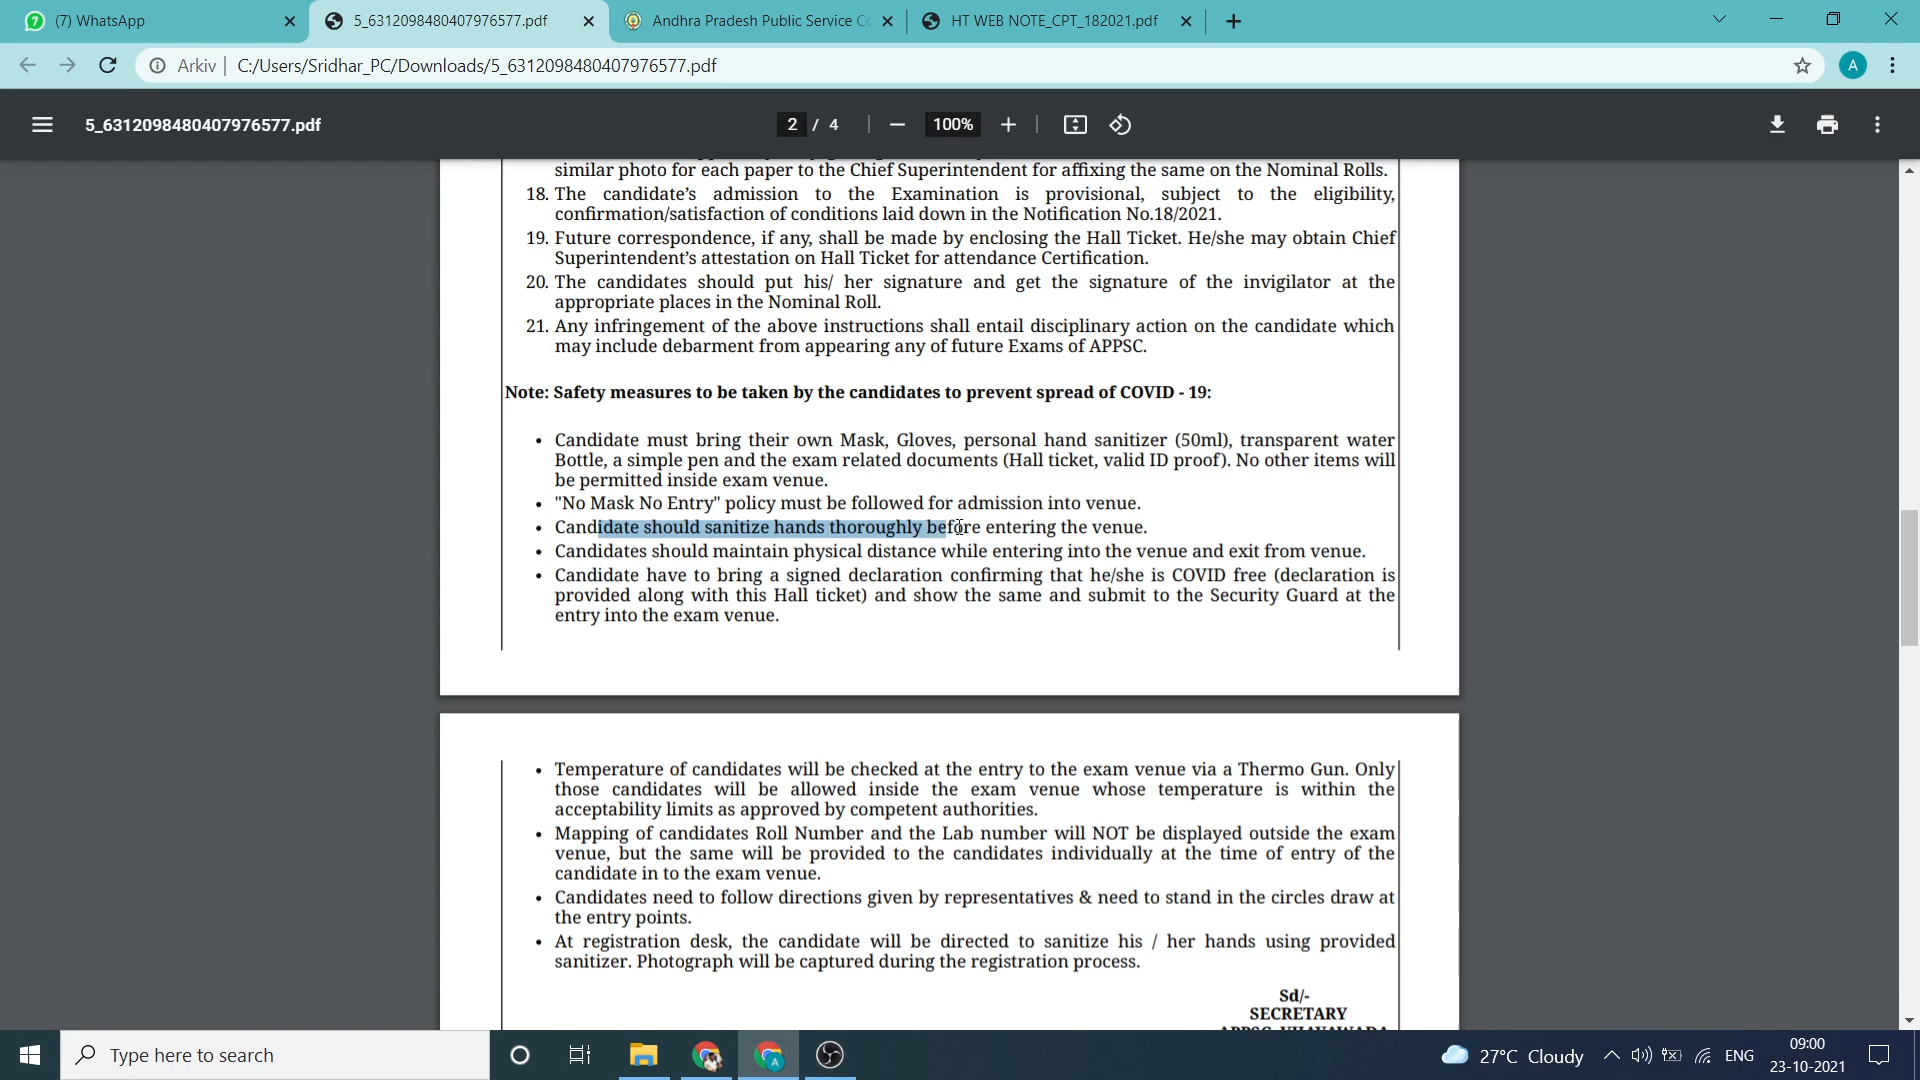 (7) WhatsApp
5_6312098480407976577.pdf
Andhra Pradesh Public Service Co
HT WEB NOTE_CPT_182021.pdf
Arkiv | C:/Users/Sridhar_PC/Downloads/5_6312098480407976577.pdf
A
5_6312098480407976577.pdf
2 / 4
100%
similar photo for each paper to the Chief Superintendent for affixing the same on the Nominal Rolls.
18. The candidate's admission to the Examination is provisional, subject to the eligibility,
confirmation/satisfaction of conditions laid down in the Notification No.18/2021.
19. Future correspondence, if any, shall be made by enclosing the Hall Ticket. He/she may obtain Chief
Superintendent's attestation on Hall Ticket for attendance Certification.
20. The candidates should put his/ her signature and get the signature of the invigilator at the
appropriate places in the Nominal Roll.
21. Any infringement of the above instructions shall entail disciplinary action on the candidate which
may include debarment from appearing any of future Exams of APPSC.
Note: Safety measures to be taken by the candidates to prevent spread of COVID - 19:
• Candidate must bring their own Mask, Gloves, personal hand sanitizer (50ml), transparent water
Bottle, a simple pen and the exam related documents (Hall ticket, valid ID proof). No other items will
be permitted inside exam venue.
• "No Mask No Entry" policy must be followed for admission into venue.
• Candidate should sanitize hands thoroughly before entering the venue.
• Candidates should maintain physical distance while entering into the venue and exit from venue.
• Candidate have to bring a signed declaration confirming that he/she is COVID free (declaration is
provided along with this Hall ticket) and show the same and submit to the Security Guard at the
entry into the exam venue.
• Temperature of candidates will be checked at the entry to the exam venue via a Thermo Gun. Only
those candidates will be allowed inside the exam venue whose temperature is within the
acceptability limits as approved by competent authorities.
• Mapping of candidates Roll Number and the Lab number will NOT be displayed outside the exam
venue, but the same will be provided to the candidates individually at the time of entry of the
candidate in to the exam venue.
• Candidates need to follow directions given by representatives & need to stand in the circles draw at
the entry points.
• At registration desk, the candidate will be directed to sanitize his / her hands using provided
sanitizer. Photograph will be captured during the registration process.
Sd/-
SECRETARY
Type here to search
27°C Cloudy
ENG
09:00
23-10-2021